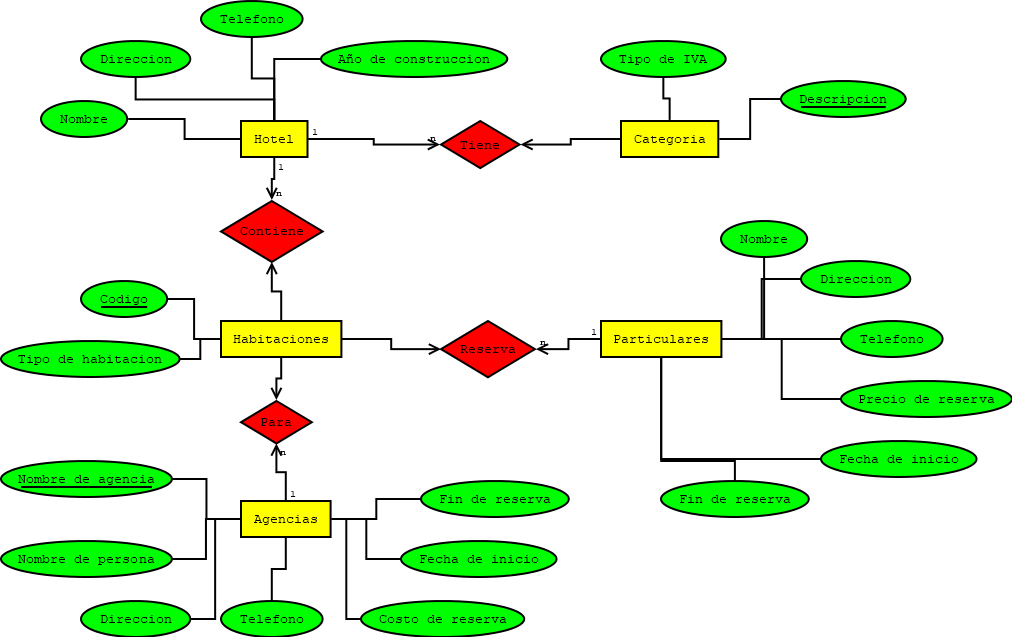 Telefono
Direccion
Año de construccion
Tipo de IVA
Descripcion
Nombre
Hotel
1
n
Tiene
Categoria
1
n
Contiene
Nombre
Direccion
Codigo
Habitaciones
Reserva
n
1
Particulares
Telefono
Tipo de habitacion
Precio de reserva
Para
n
Fecha de inicio
Nombre de agencia
1
Fin de reserva
Fin de reserva
Agencias
Nombre de persona
Fecha de inicio
Direccion
Telefono
Costo de reserva